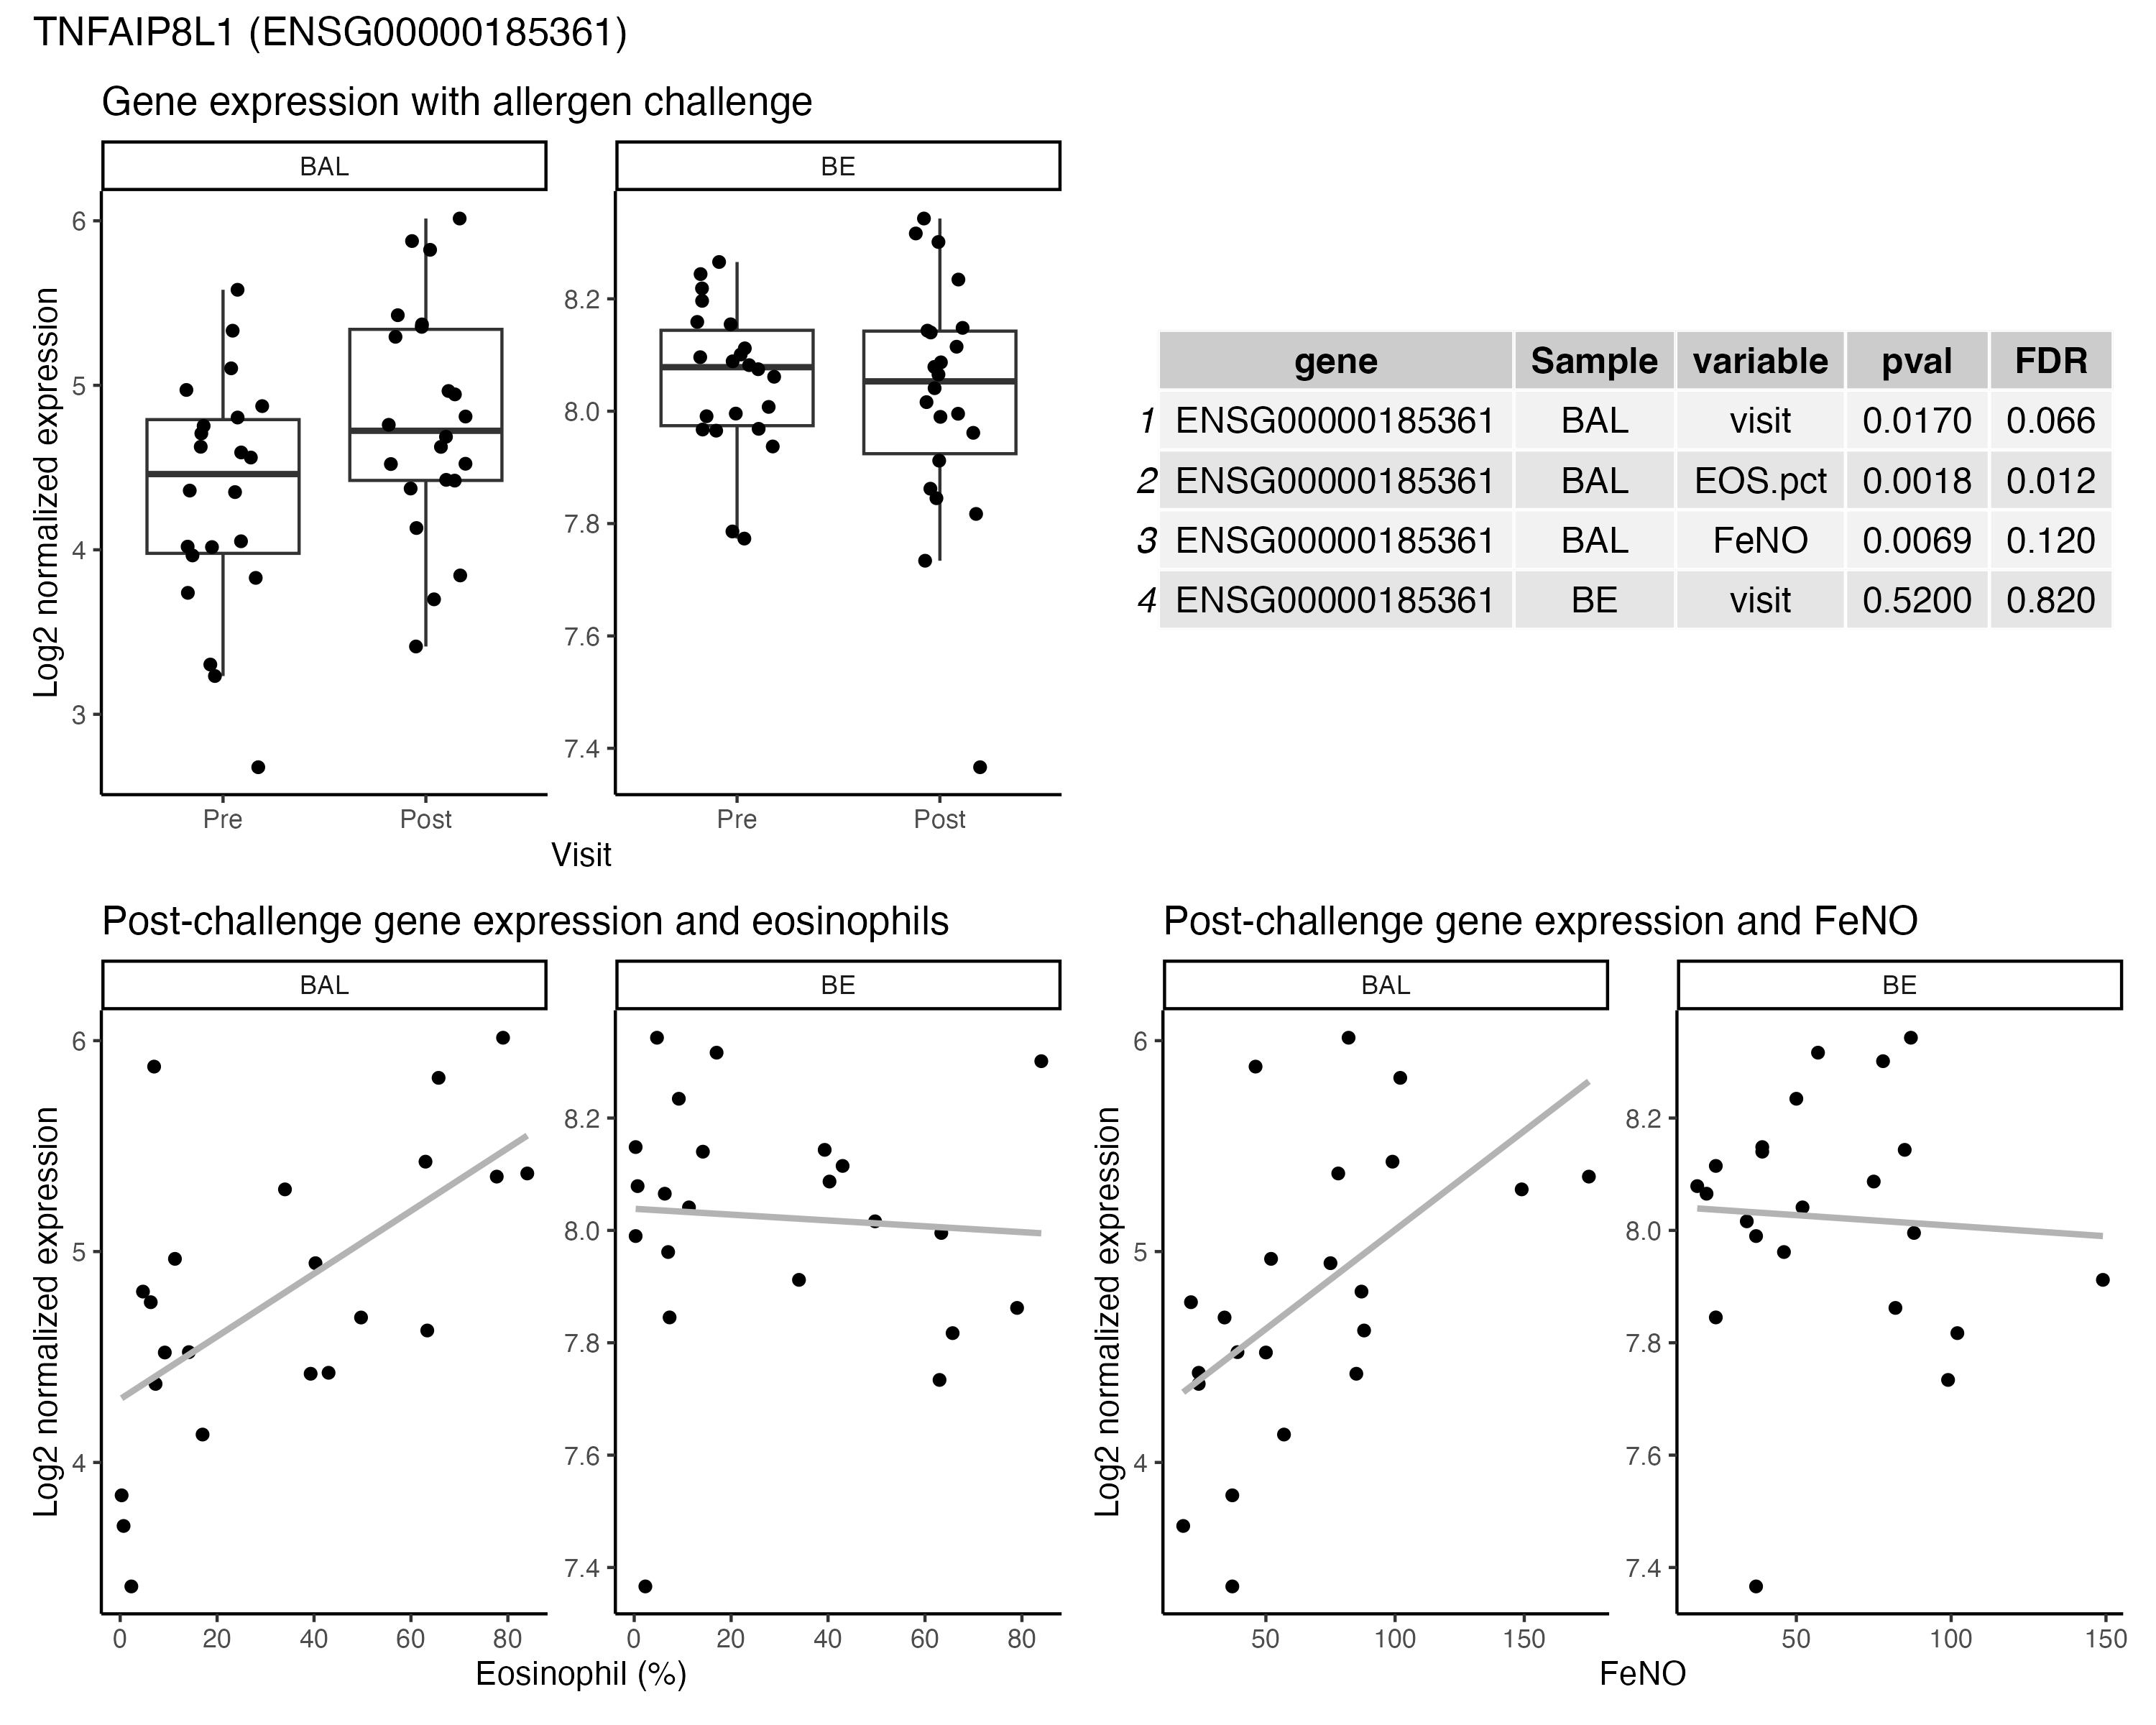 TNFAIP8L1 (ENSG00000185361)
Gene expression with allergen challenge
BAL
BE
Log2 normalized expression
6
5
4
3
8.2
8.0
7.8
7.6
7.4
Pre
Post
Pre
Post
Visit
gene Sample variable pval FDR
1 ENSG00000185361 BAL visit 0.0170 0.066
2 ENSG00000185361 BAL EOS.pct 0.0018 0.012
3 ENSG00000185361 BAL FeNO 0.0069 0.120
4 ENSG00000185361 BE visit 0.5200 0.820
Post-challenge gene expression and eosinophils
BAL
BE
Log2 normalized expression
6
5
4
8.2
8.0
7.8
7.6
7.4
0 20 40 60 80
0 20 40 60 80
Eosinophil (%)
Post-challenge gene expression and FeNO
BAL
BE
Log2 normalized expression
6
5
4
8.2
8.0
7.8
7.6
7.4
50 100 150
50 100 150
FeNO